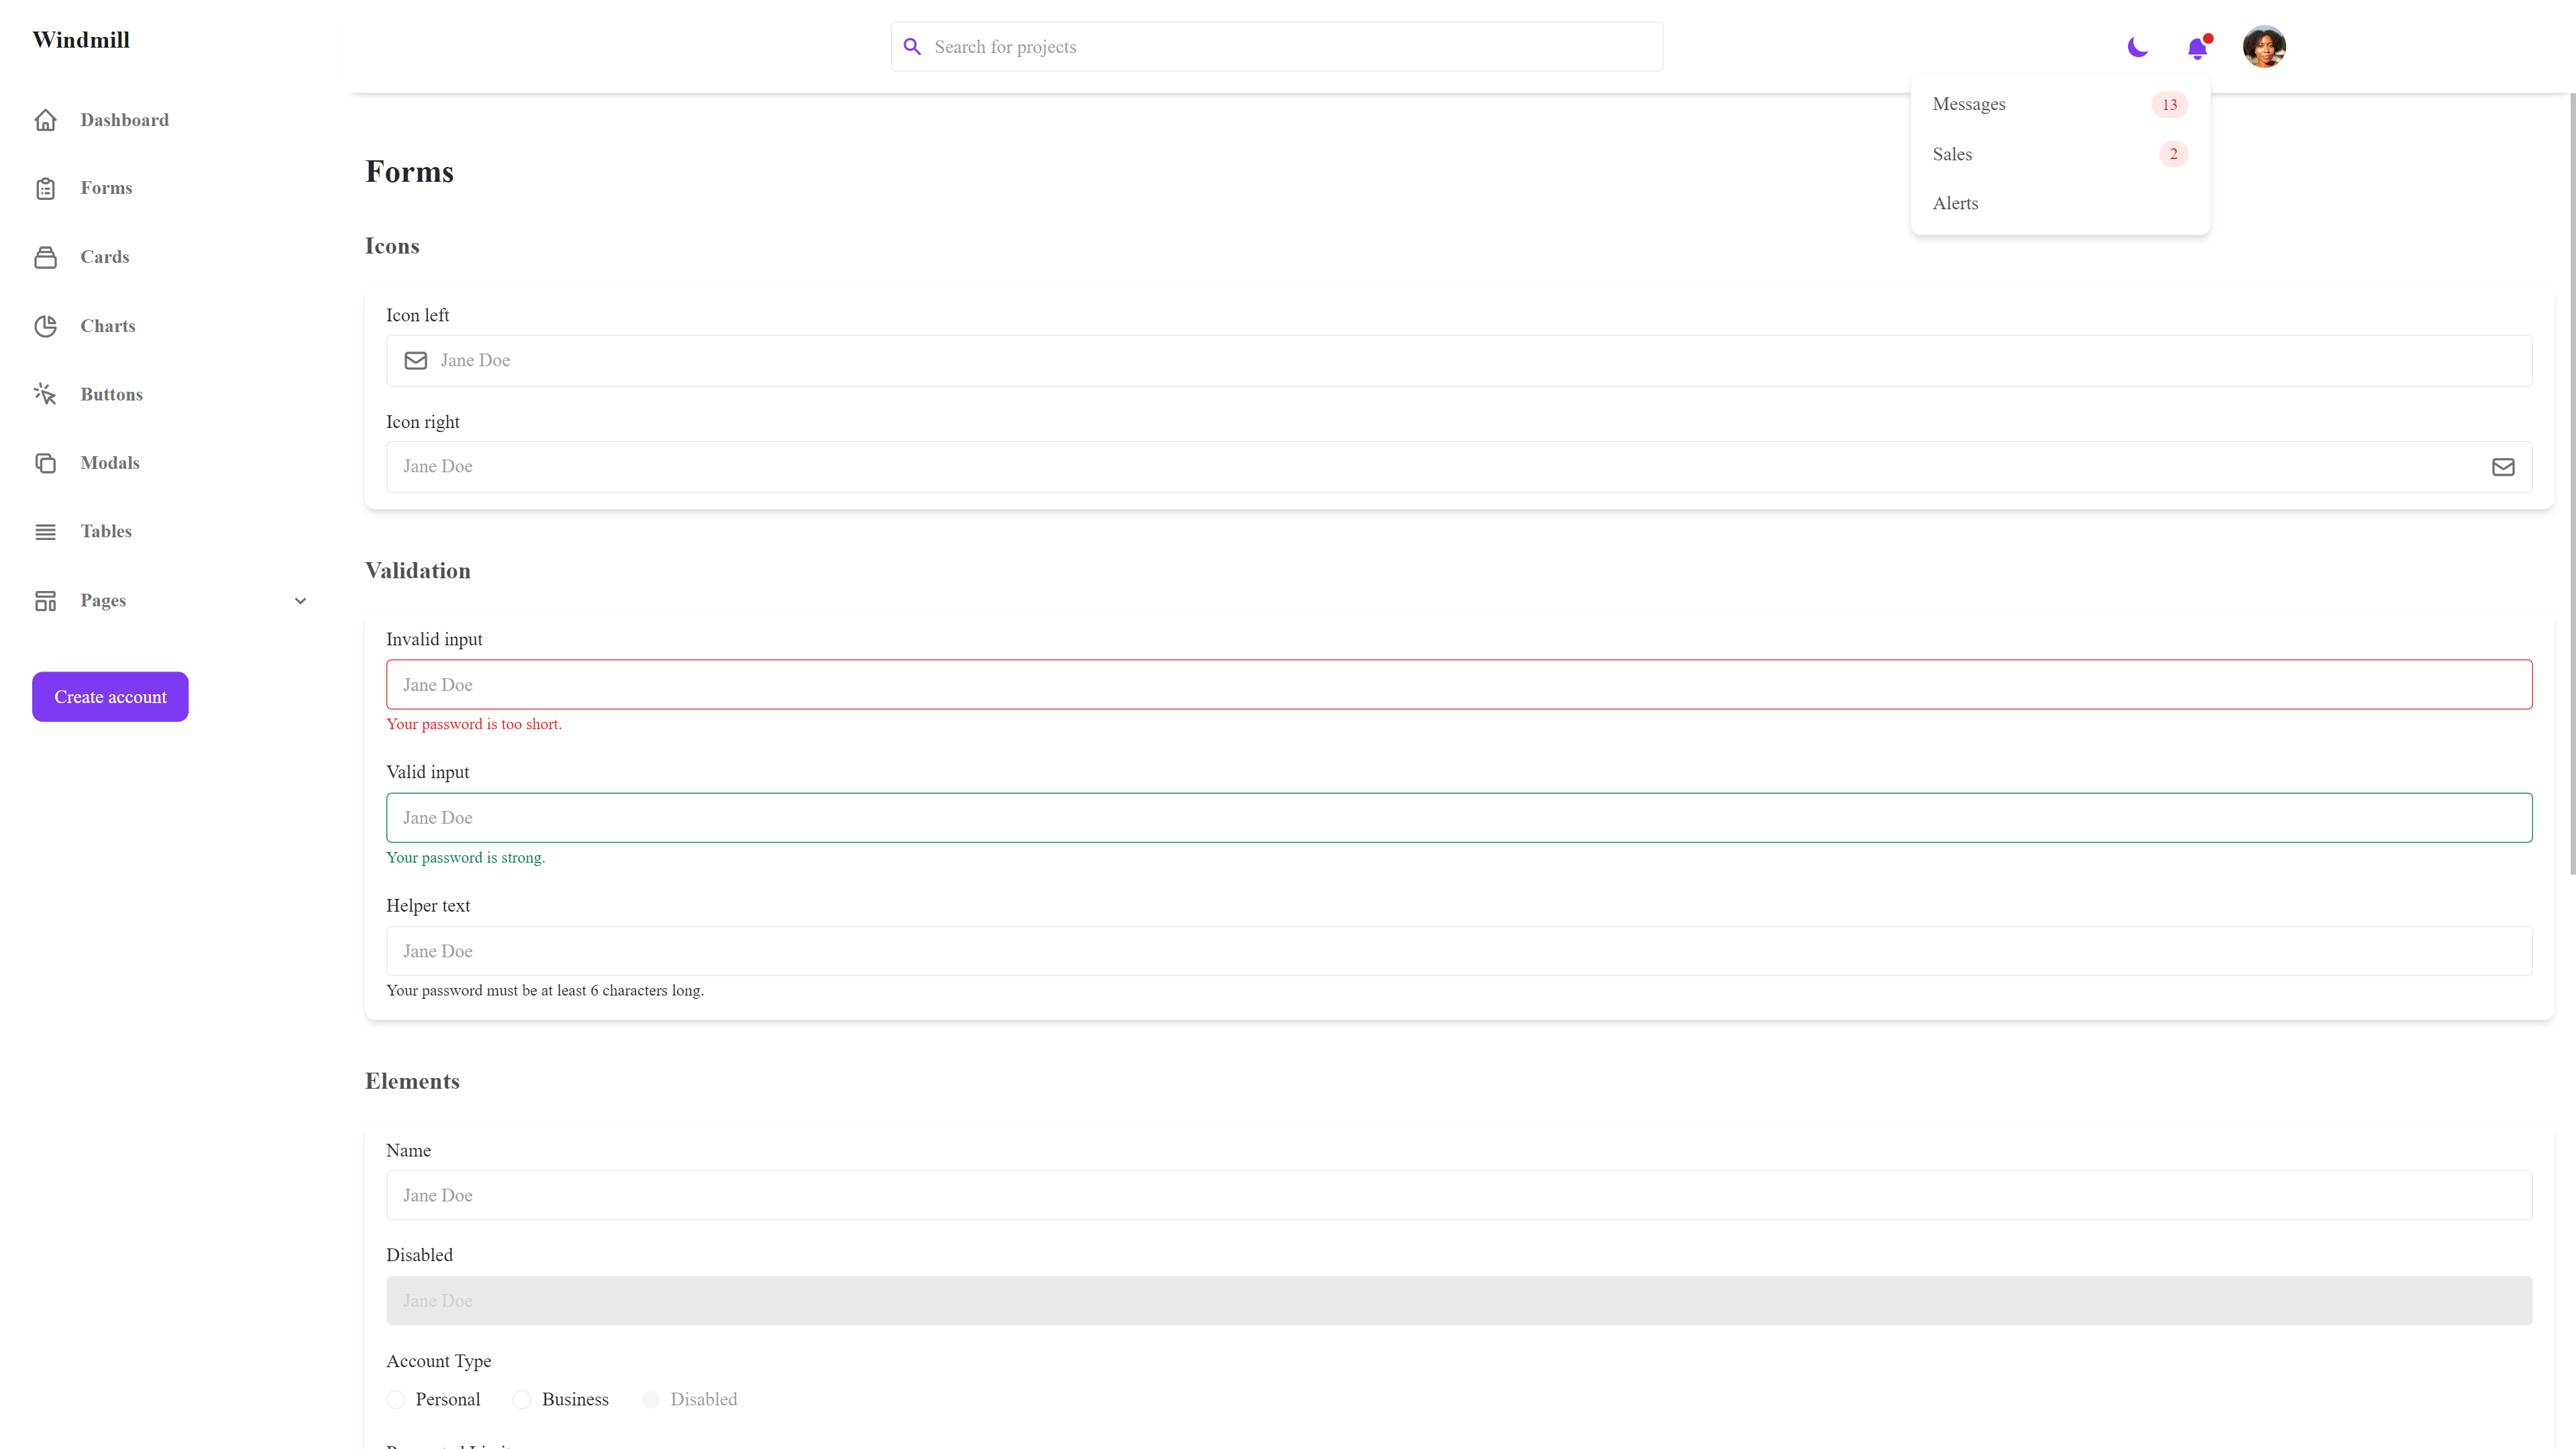 Windmill
Search for projects
Dashboard
Forms
Cards
Charts
Buttons
Modals
Tables
Pages
Create account
Messages 13
Sales 2
Alerts
Forms
Icons
Icon left
Jane Doe
Icon right
Jane Doe
Validation
Invalid input
Jane Doe
Your password is too short.
Valid input
Jane Doe
Your password is strong.
Helper text
Jane Doe
Your password must be at least 6 characters long.
Elements
Name
Jane Doe
Disabled
Jane Doe
Account Type
Personal Business Disabled